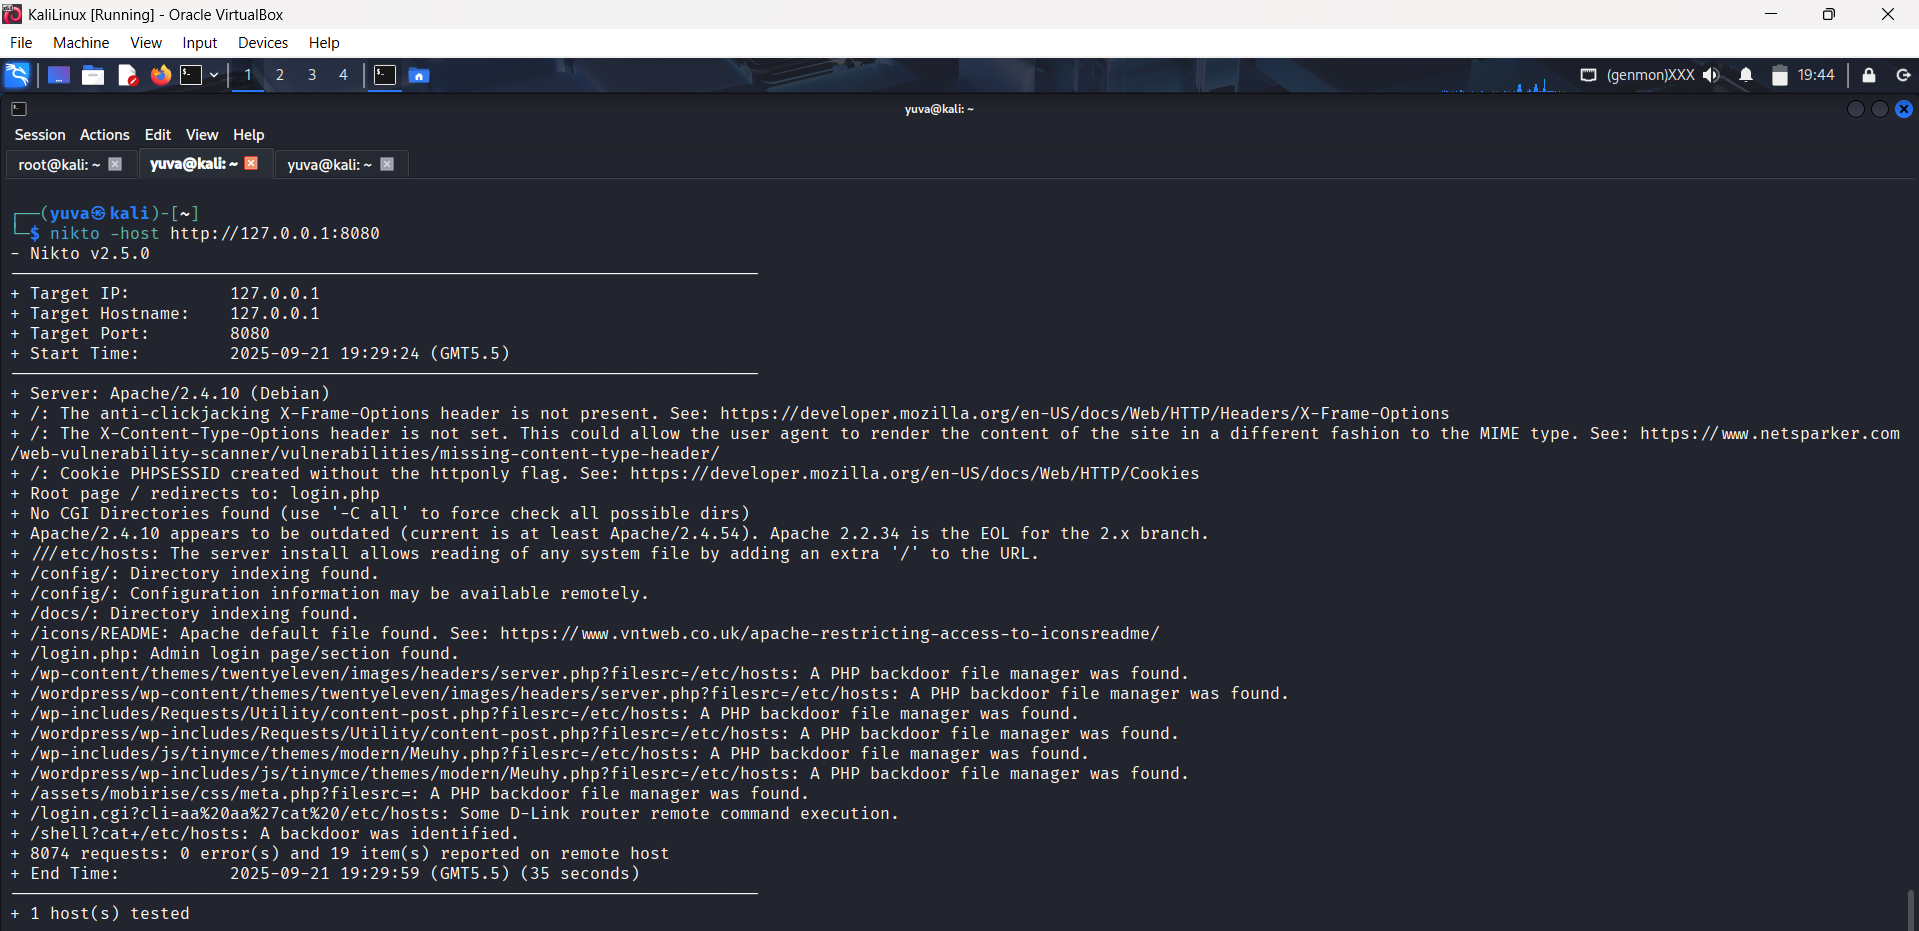 KaliLinux [Running] - Oracle VirtualBox
File Machine View Input Devices Help
1 2 3 4 (genmon)XXX 19:44
yuva@kali: ~
Session Actions Edit View Help
root@kali: ~ yuva@kali: ~ yuva@kali: ~
┌──(yuva㉿kali)-[~]
└─$ nikto -host http://127.0.0.1:8080
- Nikto v2.5.0
+ Target IP: 127.0.0.1
+ Target Hostname: 127.0.0.1
+ Target Port: 8080
+ Start Time: 2025-09-21 19:29:24 (GMT5.5)
+ Server: Apache/2.4.10 (Debian)
+ /: The anti-clickjacking X-Frame-Options header is not present. See: https://developer.mozilla.org/en-US/docs/Web/HTTP/Headers/X-Frame-Options
+ /: The X-Content-Type-Options header is not set. This could allow the user agent to render the content of the site in a different fashion to the MIME type. See: https://www.netsparker.com
/web-vulnerability-scanner/vulnerabilities/missing-content-type-header/
+ /: Cookie PHPSESSID created without the httponly flag. See: https://developer.mozilla.org/en-US/docs/Web/HTTP/Cookies
+ Root page / redirects to: login.php
+ No CGI Directories found (use '-C all' to force check all possible dirs)
+ Apache/2.4.10 appears to be outdated (current is at least Apache/2.4.54). Apache 2.2.34 is the EOL for the 2.x branch.
+ ///etc/hosts: The server install allows reading of any system file by adding an extra '/' to the URL.
+ /config/: Directory indexing found.
+ /config/: Configuration information may be available remotely.
+ /docs/: Directory indexing found.
+ /icons/README: Apache default file found. See: https://www.vntweb.co.uk/apache-restricting-access-to-iconsreadme/
+ /login.php: Admin login page/section found.
+ /wp-content/themes/twentyeleven/images/headers/server.php?filesrc=/etc/hosts: A PHP backdoor file manager was found.
+ /wordpress/wp-content/themes/twentyeleven/images/headers/server.php?filesrc=/etc/hosts: A PHP backdoor file manager was found.
+ /wp-includes/Requests/Utility/content-post.php?filesrc=/etc/hosts: A PHP backdoor file manager was found.
+ /wordpress/wp-includes/Requests/Utility/content-post.php?filesrc=/etc/hosts: A PHP backdoor file manager was found.
+ /wp-includes/js/tinymce/themes/modern/Meuhy.php?filesrc=/etc/hosts: A PHP backdoor file manager was found.
+ /wordpress/wp-includes/js/tinymce/themes/modern/Meuhy.php?filesrc=/etc/hosts: A PHP backdoor file manager was found.
+ /assets/mobirise/css/meta.php?filesrc=: A PHP backdoor file manager was found.
+ /login.cgi?cli=aa%20aa%27cat%20/etc/hosts: Some D-Link router remote command execution.
+ /shell?cat+/etc/hosts: A backdoor was identified.
+ 8074 requests: 0 error(s) and 19 item(s) reported on remote host
+ End Time: 2025-09-21 19:29:59 (GMT5.5) (35 seconds)
+ 1 host(s) tested